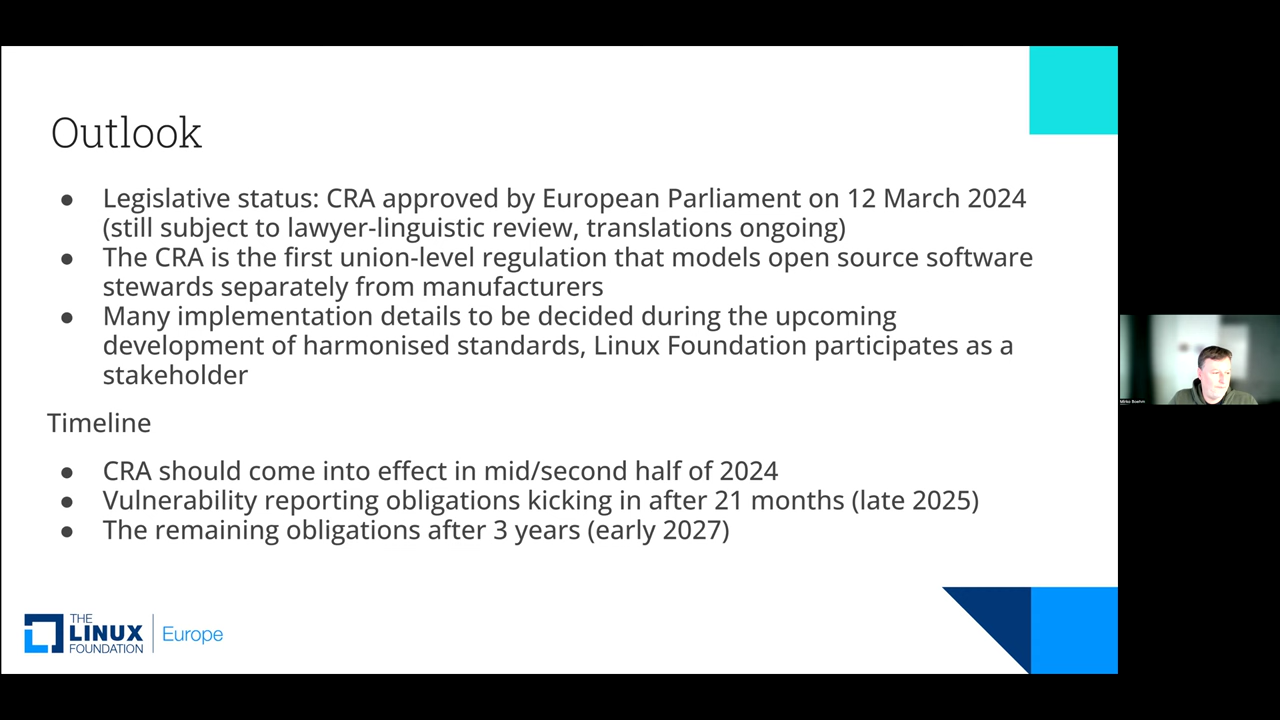 Outlook
● Legislative status: CRA approved by European Parliament on 12 March 2024
(still subject to lawyer-linguistic review, translations ongoing)
● The CRA is the first union-level regulation that models open source software
stewards separately from manufacturers
● Many implementation details to be decided during the upcoming
development of harmonised standards, Linux Foundation participates as a
stakeholder
Timeline
● CRA should come into effect in mid/second half of 2024
● Vulnerability reporting obligations kicking in after 21 months (late 2025)
● The remaining obligations after 3 years (early 2027)
THE
LINUX
FOUNDATION
Europe
Mirko Boehm